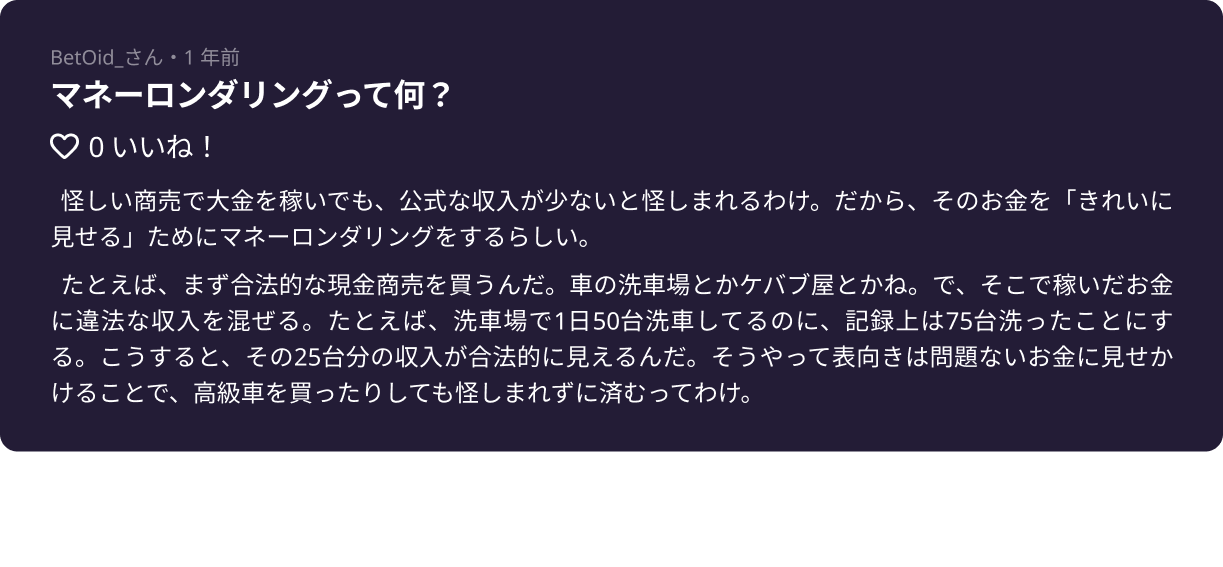 BetOid_さん・1 年前
マネーロンダリングって何？
0 いいね！
怪しい商売で大金を稼いでも、公式な収入が少ないと怪しまれるわけ。だから、そのお金を「きれいに
見せる」ためにマネーロンダリングをするらしい。
たとえば、まず合法的な現金商売を買うんだ。車の洗車場とかケバブ屋とかね。で、そこで稼いだお金
に違法な収入を混ぜる。たとえば、洗車場で1日50台洗車してるのに、記録上は75台洗ったことにす
る。こうすると、その25台分の収入が合法的に見えるんだ。そうやって表向きは問題ないお金に見せか
けることで、高級車を買ったりしても怪しまれずに済むってわけ。